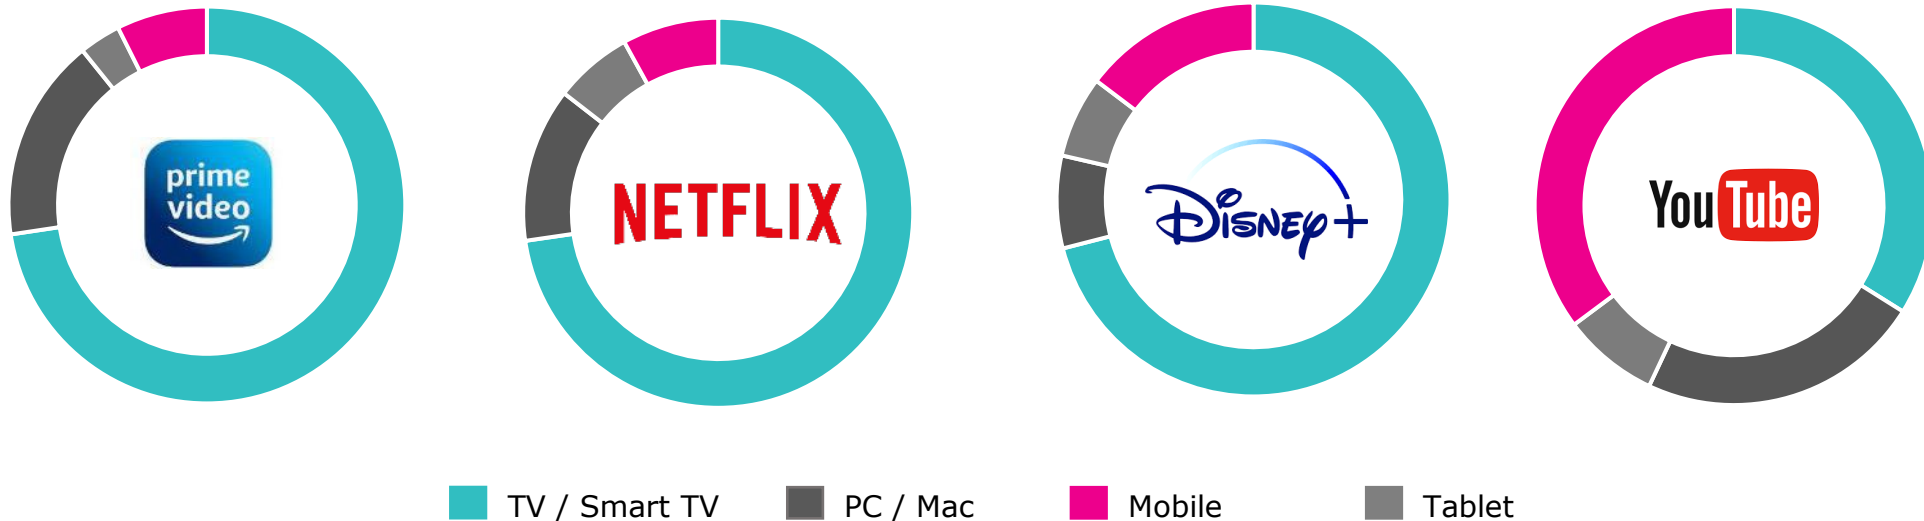 prime
video
NETFLIX
Disney+
YouTube
TV / Smart TV
PC / Mac
Mobile
Tablet